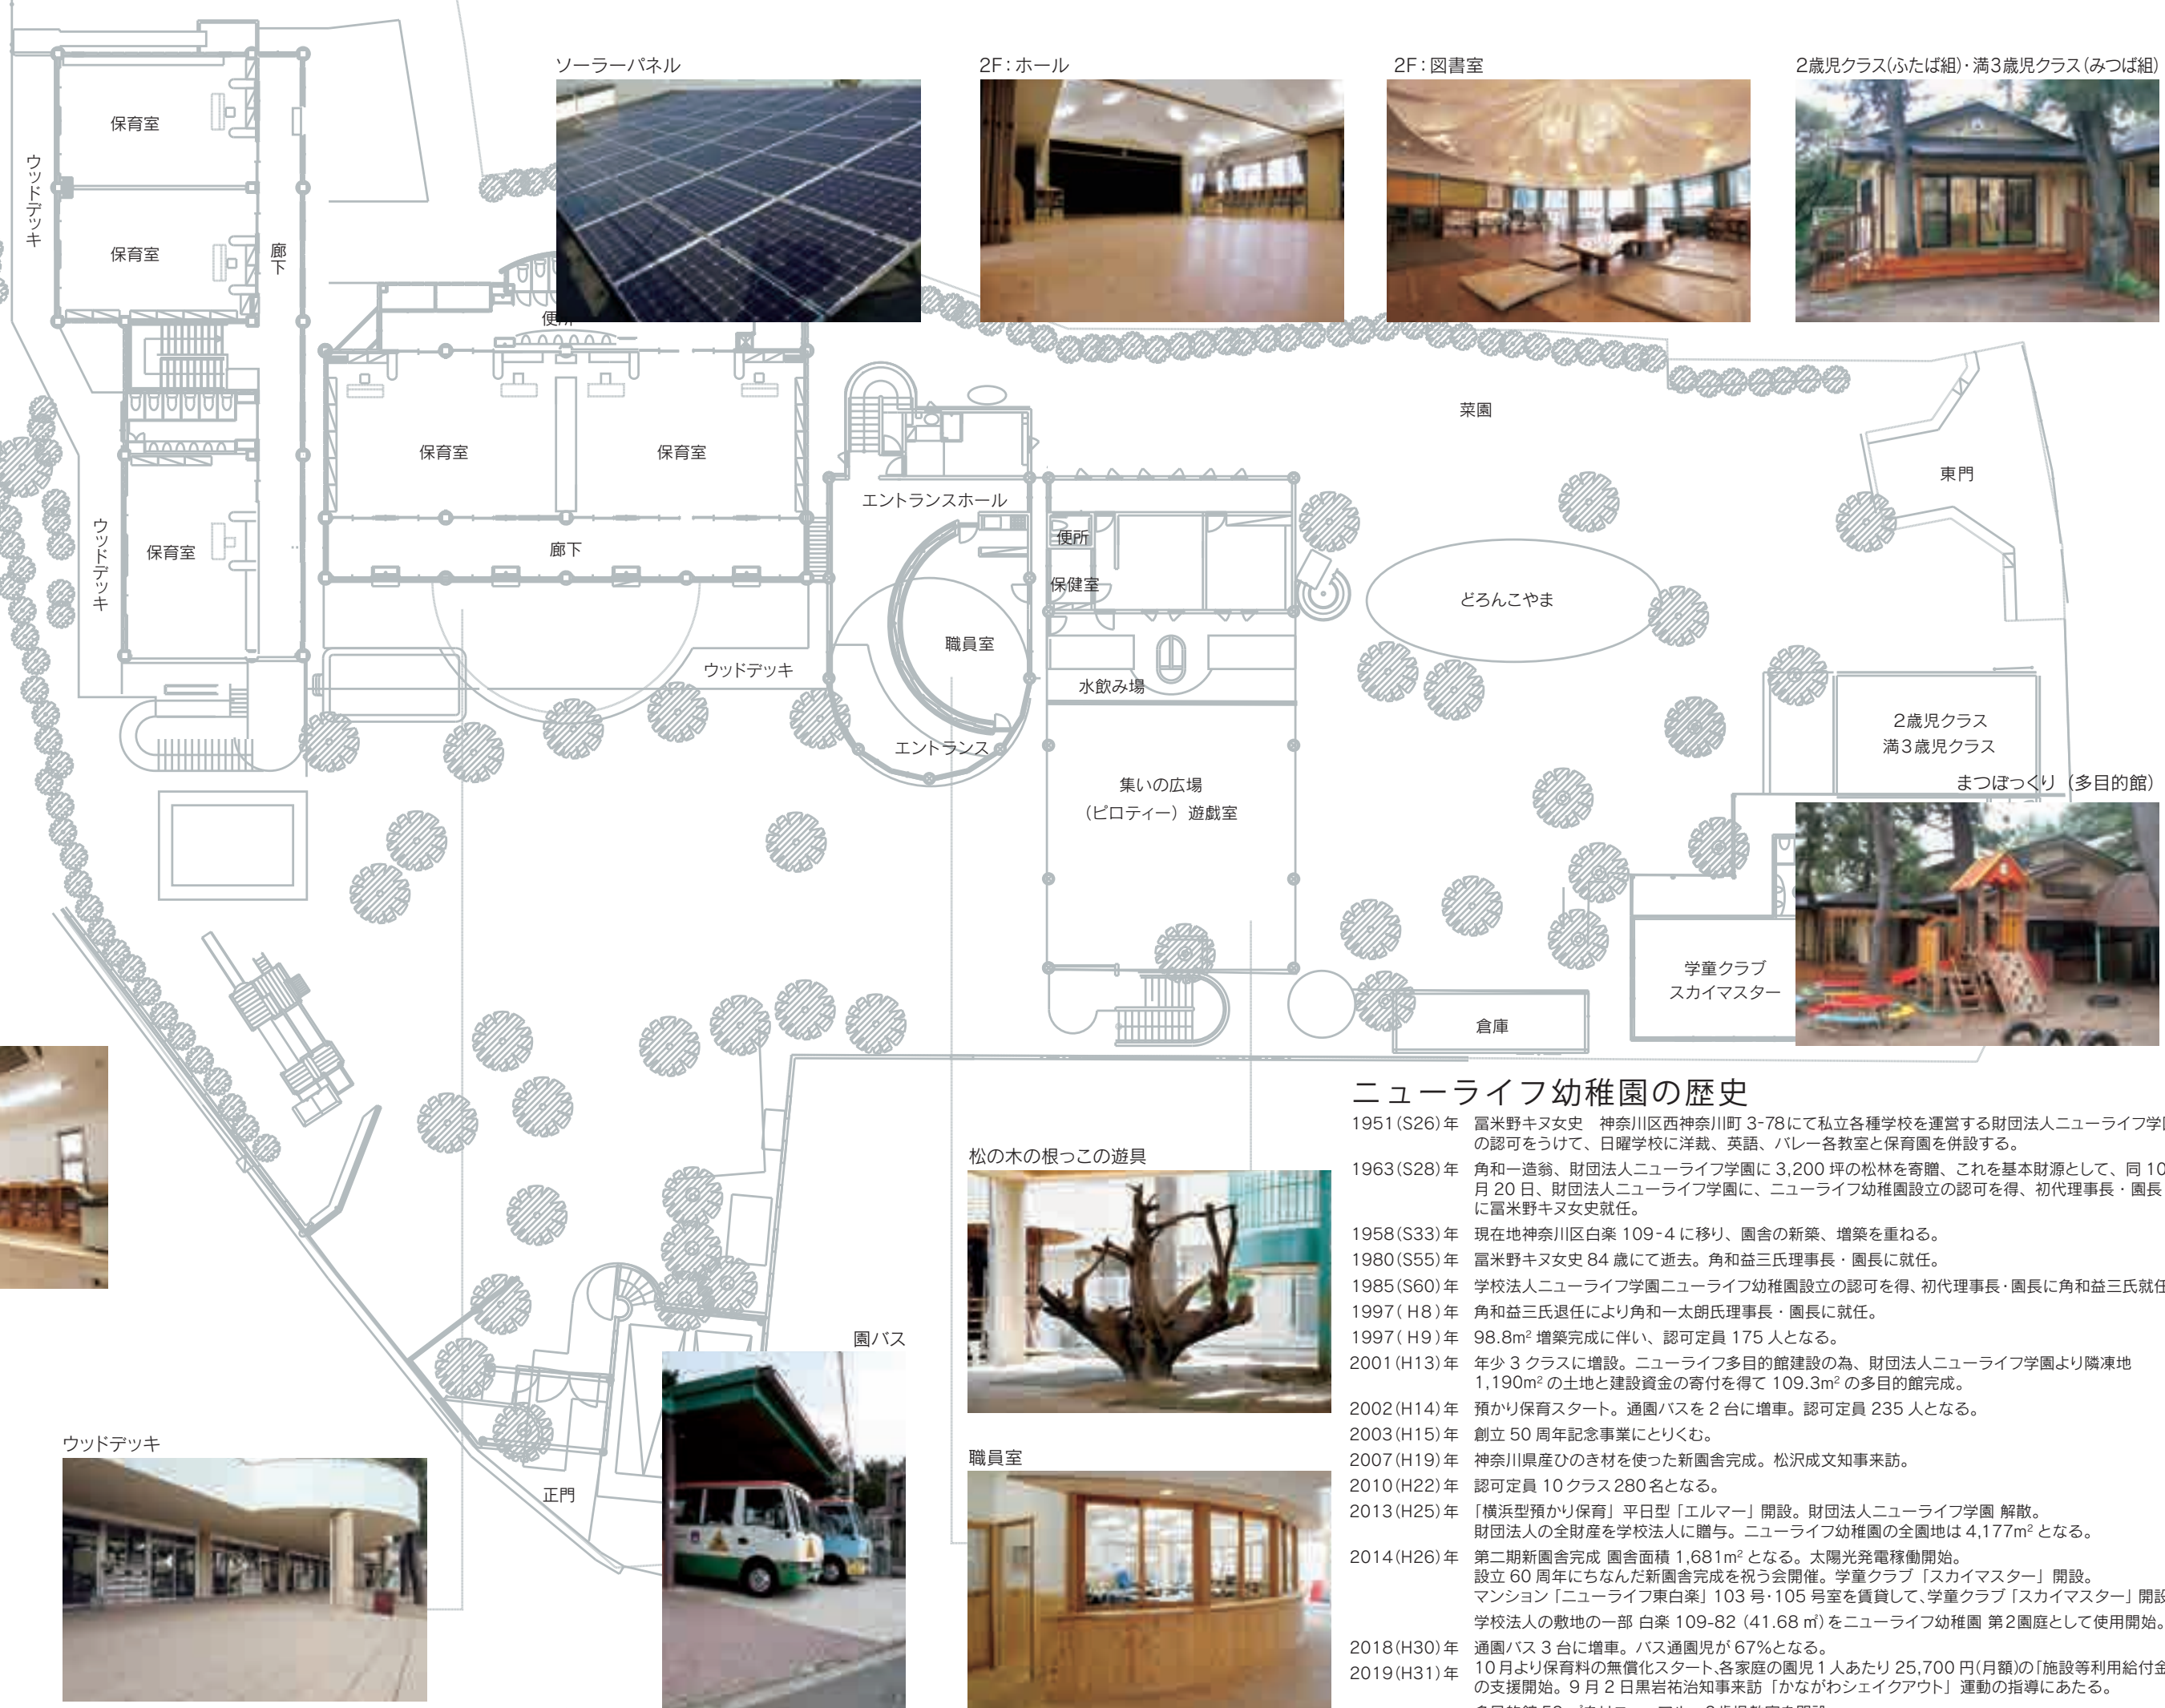 ソーラーパネル
2F：ホール
2F：図書室
2歳児クラス(ふたば組)・満3歳児クラス(みつば組)
保育室
保育室
ウッドデッキ
廊下
便所
保育室
保育室
保育室
ウッドデッキ
廊下
エントランスホール
便所
保健室
職員室
ウッドデッキ
水飲み場
エントランス
集いの広場
（ピロティー）遊戯室
菜園
東門
どろんこやま
2歳児クラス
満3歳児クラス
まつぼっくり（多目的館）
学童クラブ
スカイマスター
倉庫
正門
ウッドデッキ
園バス
松の木の根っこの遊具
職員室
ニューライフ幼稚園の歴史
1951(S26)年 冨米野キヌ女史　神奈川区西神奈川町 3-78にて私立各種学校を運営する財団法人ニューライフ学
の認可をうけて、日曜学校に洋裁、英語、バレー各教室と保育園を併設する。
1963(S28)年 角和一造翁、財団法人ニューライフ学園に 3,200 坪の松林を寄贈、これを基本財源として、同 10
月 20 日、財団法人ニューライフ学園に、ニューライフ幼稚園設立の認可を得、初代理事長・園長
に冨米野キヌ女史就任。
1958(S33)年 現在地神奈川区白楽 109-4 に移り、園舎の新築、増築を重ねる。
1980(S55)年 冨米野キヌ女史 84 歳にて逝去。角和益三氏理事長・園長に就任。
1985(S60)年 学校法人ニューライフ学園ニューライフ幼稚園設立の認可を得、初代理事長・園長に角和益三氏就任
1997( H8)年 角和益三氏退任により角和一太朗氏理事長・園長に就任。
1997( H9)年 98.8m² 増築完成に伴い、認可定員 175 人となる。
2001(H13)年 年少 3 クラスに増設。ニューライフ多目的館建設の為、財団法人ニューライフ学園より隣凍地
1,190m² の土地と建設資金の寄付を得て 109.3m² の多目的館完成。
2002(H14)年 預かり保育スタート。通園バスを 2 台に増車。認可定員 235 人となる。
2003(H15)年 創立 50 周年記念事業にとりくむ。
2007(H19)年 神奈川県産ひのき材を使った新園舎完成。松沢成文知事来訪。
2010(H22)年 認可定員 10クラス280名となる。
2013(H25)年 「横浜型預かり保育」平日型「エルマー」開設。財団法人ニューライフ学園 解散。
財団法人の全財産を学校法人に贈与。ニューライフ幼稚園の全園地は 4,177m² となる。
2014(H26)年 第二期新園舎完成 園舎面積 1,681m² となる。太陽光発電稼働開始。
設立 60 周年にちなんだ新園舎完成を祝う会開催。学童クラブ「スカイマスター」開設。
マンション「ニューライフ東白楽」103 号・105 号室を賃貸して、学童クラブ「スカイマスター」開設
学校法人の敷地の一部 白楽 109-82（41.68 ㎡）をニューライフ幼稚園 第2園庭として使用開始。
2018(H30)年 通園バス 3 台に増車。バス通園児が 67%となる。
2019(H31)年 10月より保育料の無償化スタート、各家庭の園児1人あたり 25,700 円(月額)の「施設等利用給付金
の支援開始。9 月 2 日黒岩祐治知事来訪「かながわシェイクアウト」運動の指導にあたる。